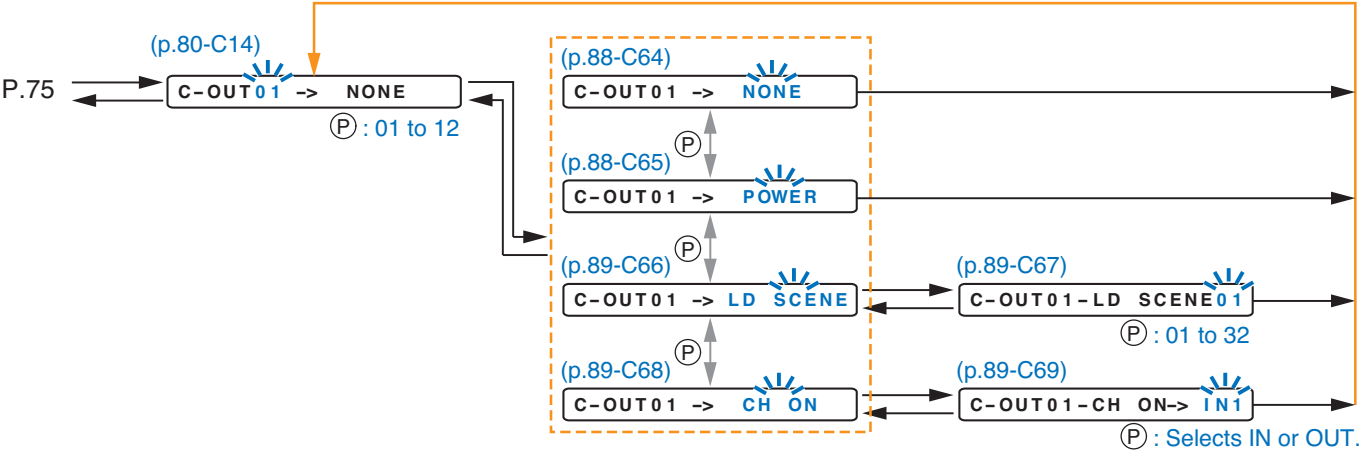 (p.80-C14)
P.75
C-OUT01 -> NONE
Ⓟ : 01 to 12
(p.88-C64)
C-OUT01 -> NONE
Ⓟ
(p.88-C65)
C-OUT01 -> POWER
Ⓟ
(p.89-C66)
C-OUT01 -> LD SCENE
(p.89-C67)
C-OUT01-LD SCENE01
Ⓟ : 01 to 32
Ⓟ
(p.89-C68)
C-OUT01 -> CH ON
(p.89-C69)
C-OUT01-CH ON-> IN1
Ⓟ : Selects IN or OUT.